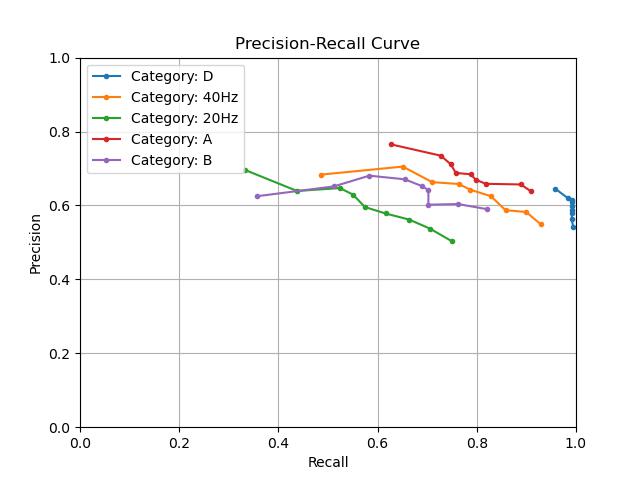 Precision-Recall Curve
1.0
0.8
0.6
0.4
0.2
0.0
Precision
Category: D
Category: 40Hz
Category: 20Hz
Category: A
Category: B
0.0 0.2 0.4 0.6 0.8 1.0
Recall